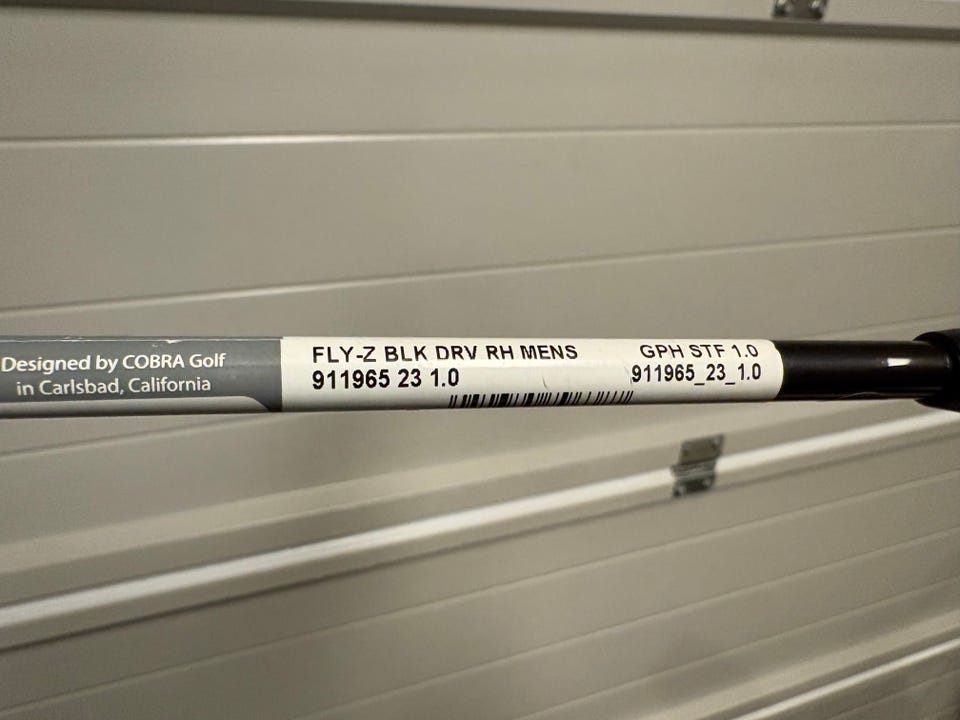 Designed by COBRA Golf
in Carlsbad, California
FLY-Z BLK DRV RH MENS
911965 23 1.0
GPH STF 1.0
911965_23_1.0